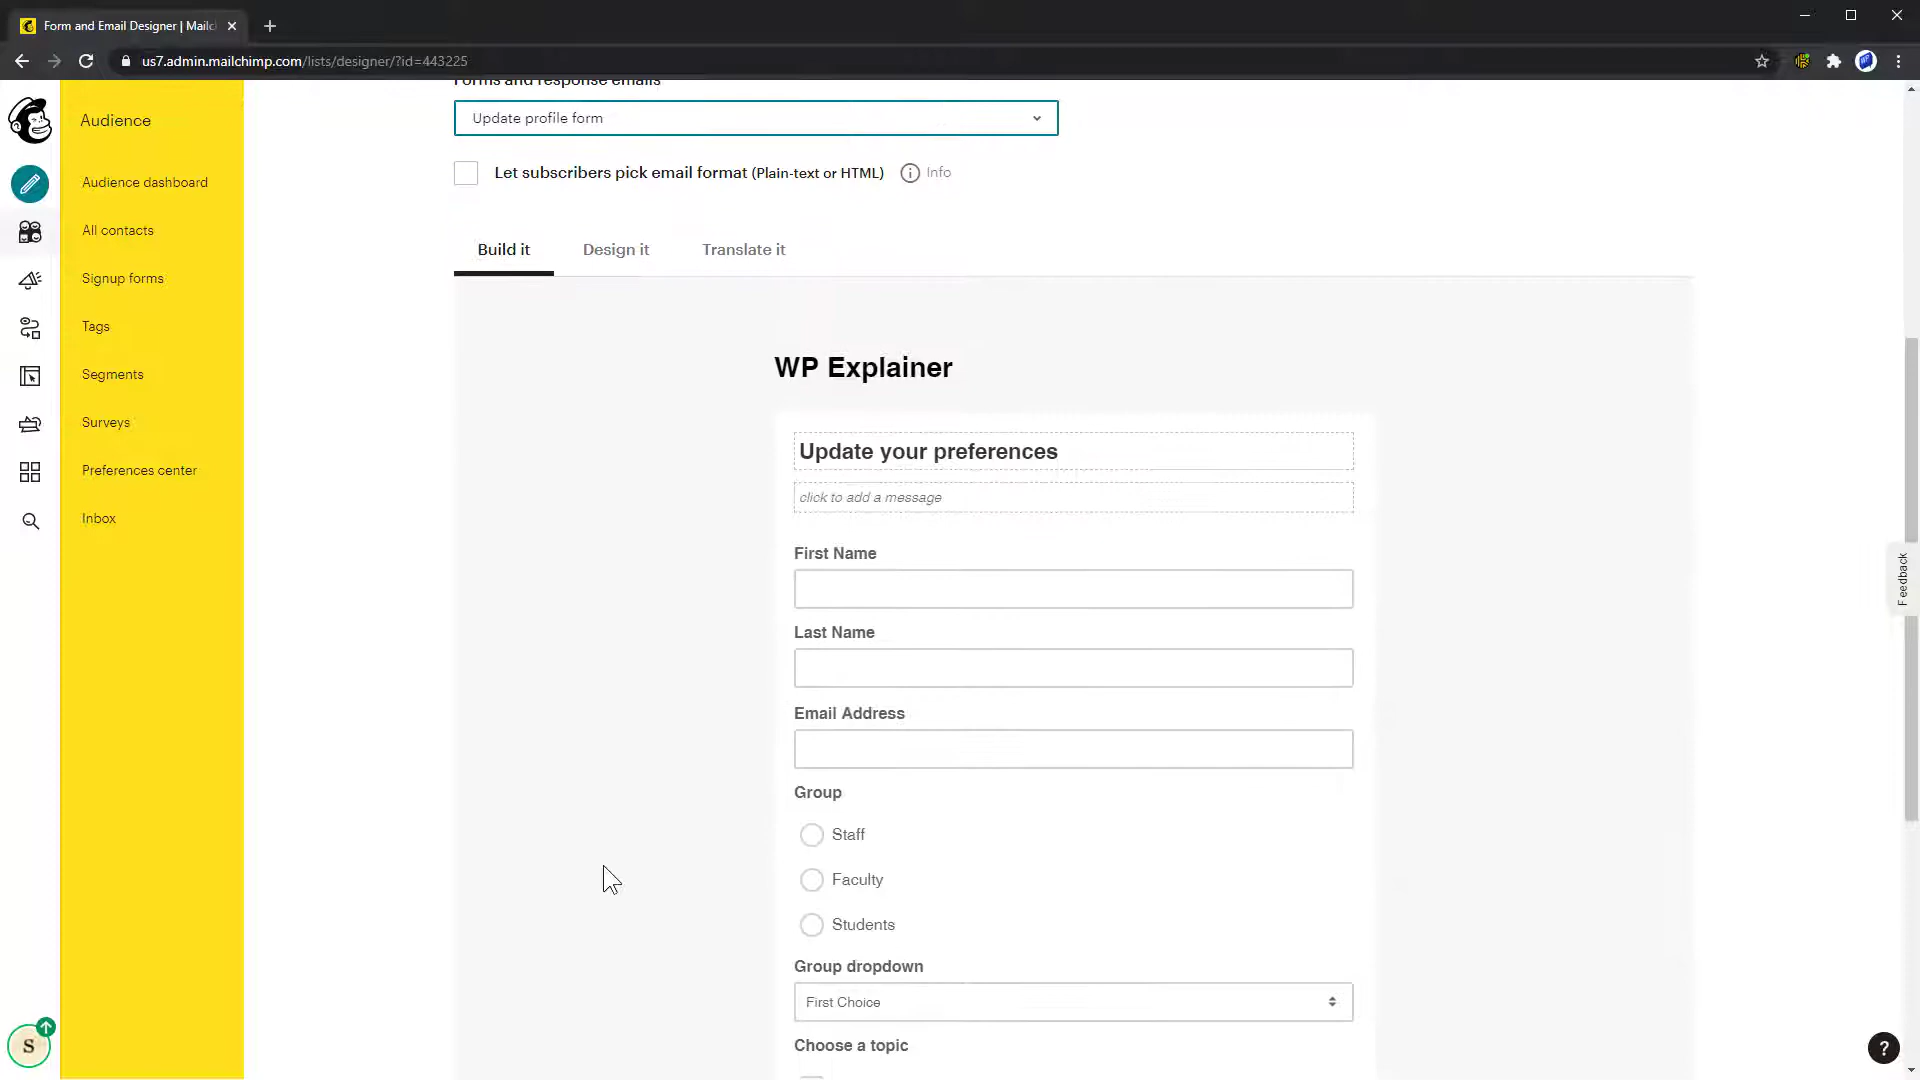 Form and Email Designer | Mailc
us7.admin.mailchimp.com/lists/designer/?id=443225
Audience
Audience dashboard
All contacts
Signup forms
Tags
Segments
Surveys
Preferences center
Inbox
S
Forms and response emails
Update profile form
Let subscribers pick email format (Plain-text or HTML)
Info
Build it
Design it
Translate it
WP Explainer
Update your preferences
click to add a message
First Name
Last Name
Email Address
Group
Staff
Faculty
Students
Group dropdown
First Choice
Choose a topic
Feedback
?